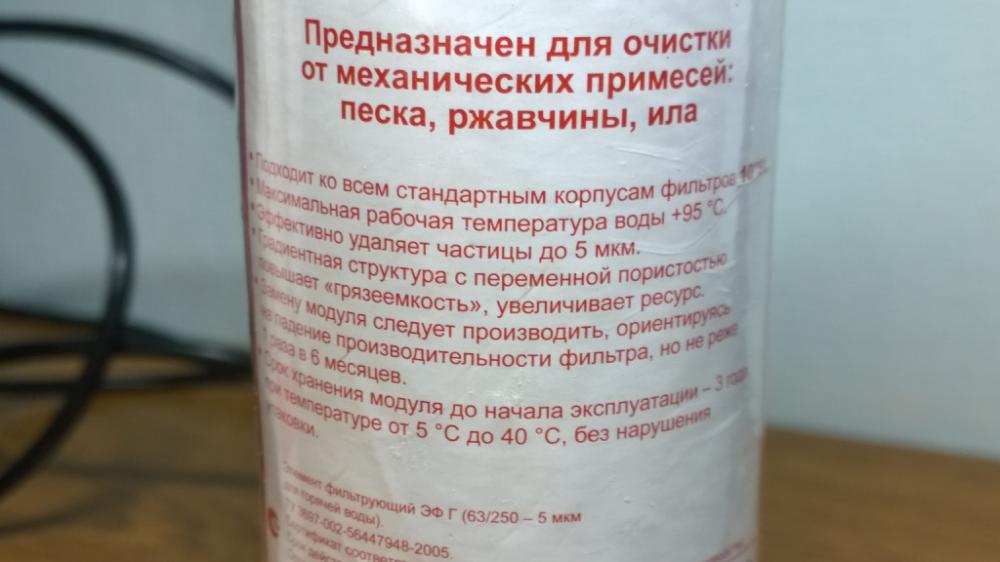 Предназначен для очистки
от механических примесей:
песка, ржавчины, ила
• Подходит ко всем стандартным корпусам фильтров 10"
• Максимальная рабочая температура воды +95 °С.
• Эффективно удаляет частицы до 5 мкм.
• Градиентная структура с переменной пористостью
повышает «грязеемкость», увеличивает ресурс.
• Замену модуля следует производить, ориентируясь
на падение производительности фильтра, но не реже
1 раза в 6 месяцев.
• Срок хранения модуля до начала эксплуатации – 3 года
при температуре от 5 °С до 40 °С, без нарушения
упаковки.
Элемент фильтрующий ЭФ Г (63/250 – 5 мкм
для горячей воды).
ТУ 3697-002-56447948-2005.
Сертификат
Срок